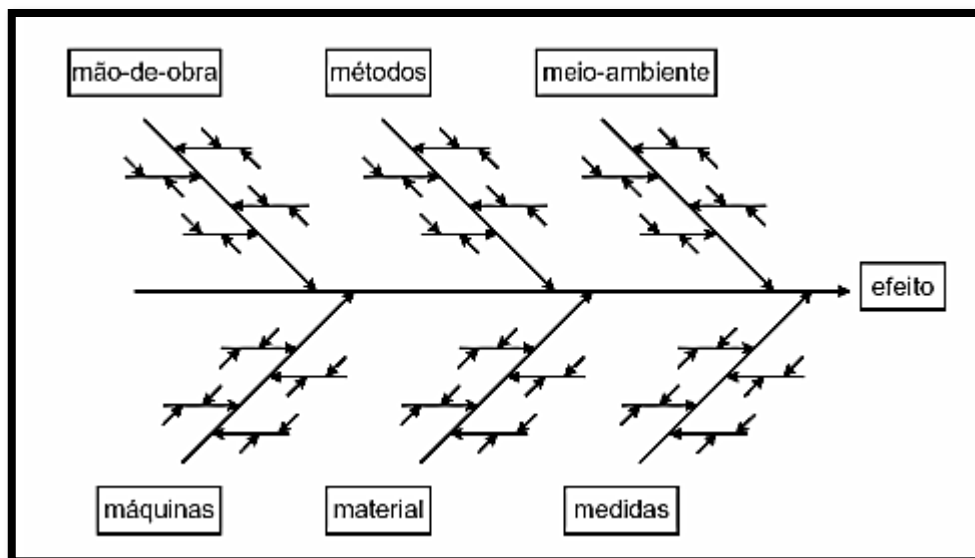 mão-de-obra
métodos
meio-ambiente
efeito
máquinas
material
medidas